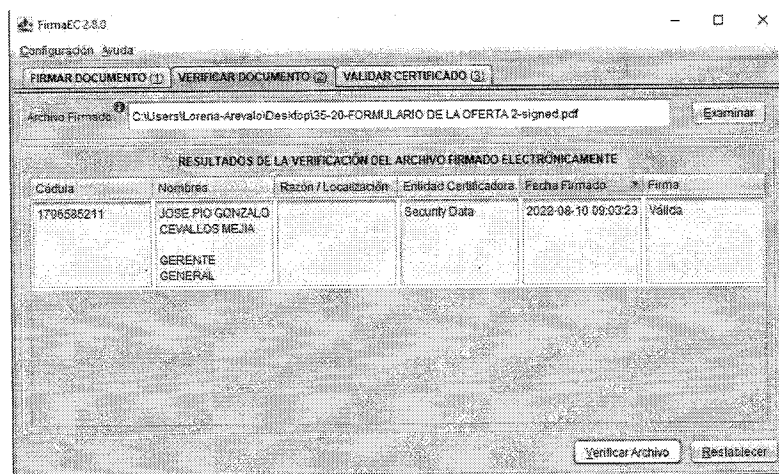 FirmaEC 2.8.0
Configuración Ayuda
FIRMAR DOCUMENTO (1) VERIFICAR DOCUMENTO (2) VALIDAR CERTIFICADO (3)
Archivo Firmado C:\Users\Lorena-Arevalo\Desktop\35-20-FORMULARIO DE LA OFERTA 2-signed.pdf Examinar
RESULTADOS DE LA VERIFICACIÓN DEL ARCHIVO FIRMADO ELECTRÓNICAMENTE
Cédula Nombres Razón / Localización Entidad Certificadora Fecha Firmado Firma
1706585211 JOSE PIO GONZALO Security Data 2022-08-10 09:03:23 Válida
CEVALLOS MEJIA
GERENTE
GENERAL
Verificar Archivo Restablecer